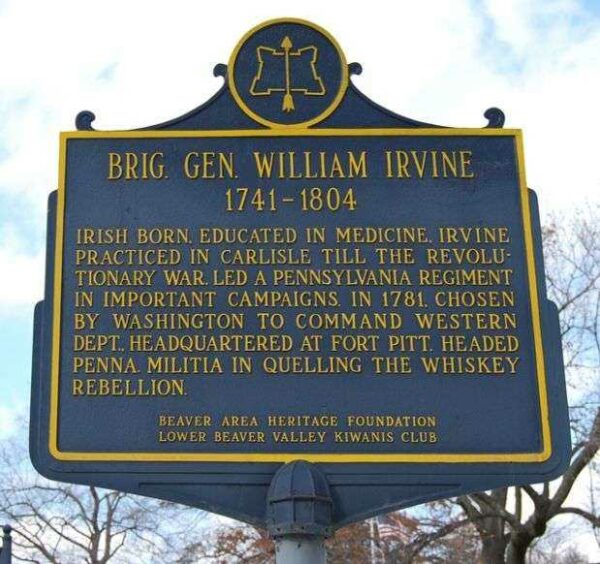 BRIG. GEN. WILLIAM IRVINE
1741-1804
IRISH BORN, EDUCATED IN MEDICINE, IRVINE
PRACTICED IN CARLISLE TILL THE REVOLU-
TIONARY WAR. LED A PENNSYLVANIA REGIMENT
IN IMPORTANT CAMPAIGNS. IN 1781, CHOSEN
BY WASHINGTON TO COMMAND WESTERN
DEPT., HEADQUARTERED AT FORT PITT. HEADED
PENNA. MILITIA IN QUELLING THE WHISKEY
REBELLION.
BEAVER AREA HERITAGE FOUNDATION
LOWER BEAVER VALLEY KIWANIS CLUB